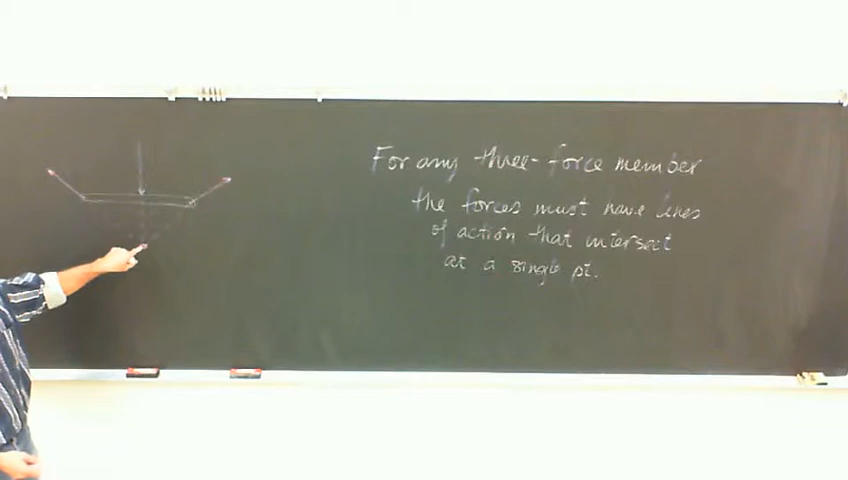 For any three-force member
the forces must have lines
of action that intersect
at a single pt.